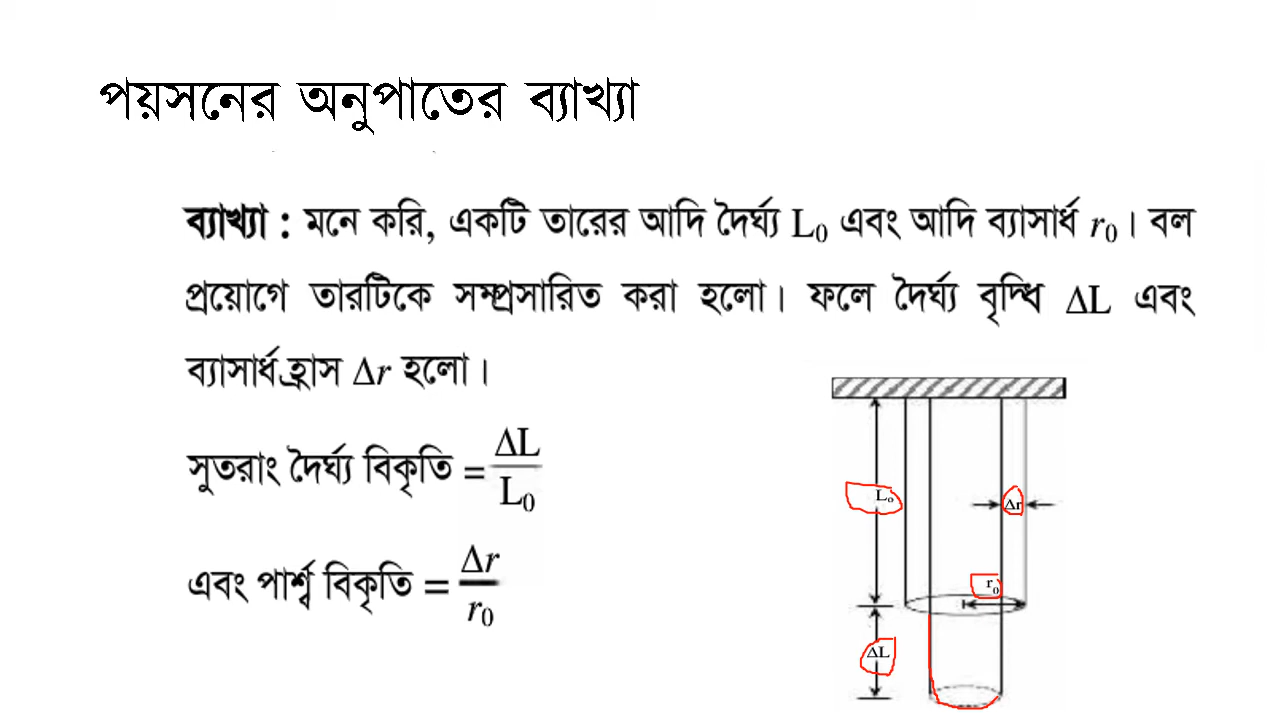 পয়সনের অনুপাতের ব্যাখ্যা
ব্যাখ্যা : মনে করি, একটি তারের আদি দৈর্ঘ্য L₀ এবং আদি ব্যাসার্ধ r₀। বল
প্রয়োগে তারটিকে সম্প্রসারিত করা হলো। ফলে দৈর্ঘ্য বৃদ্ধি ΔL এবং
ব্যাসার্ধ হ্রাস Δr হলো।
সুতরাং দৈর্ঘ্য বিকৃতি = ΔL/L₀
এবং পার্শ্ব বিকৃতি = Δr/r₀
L₀
Δr
r₀
ΔL